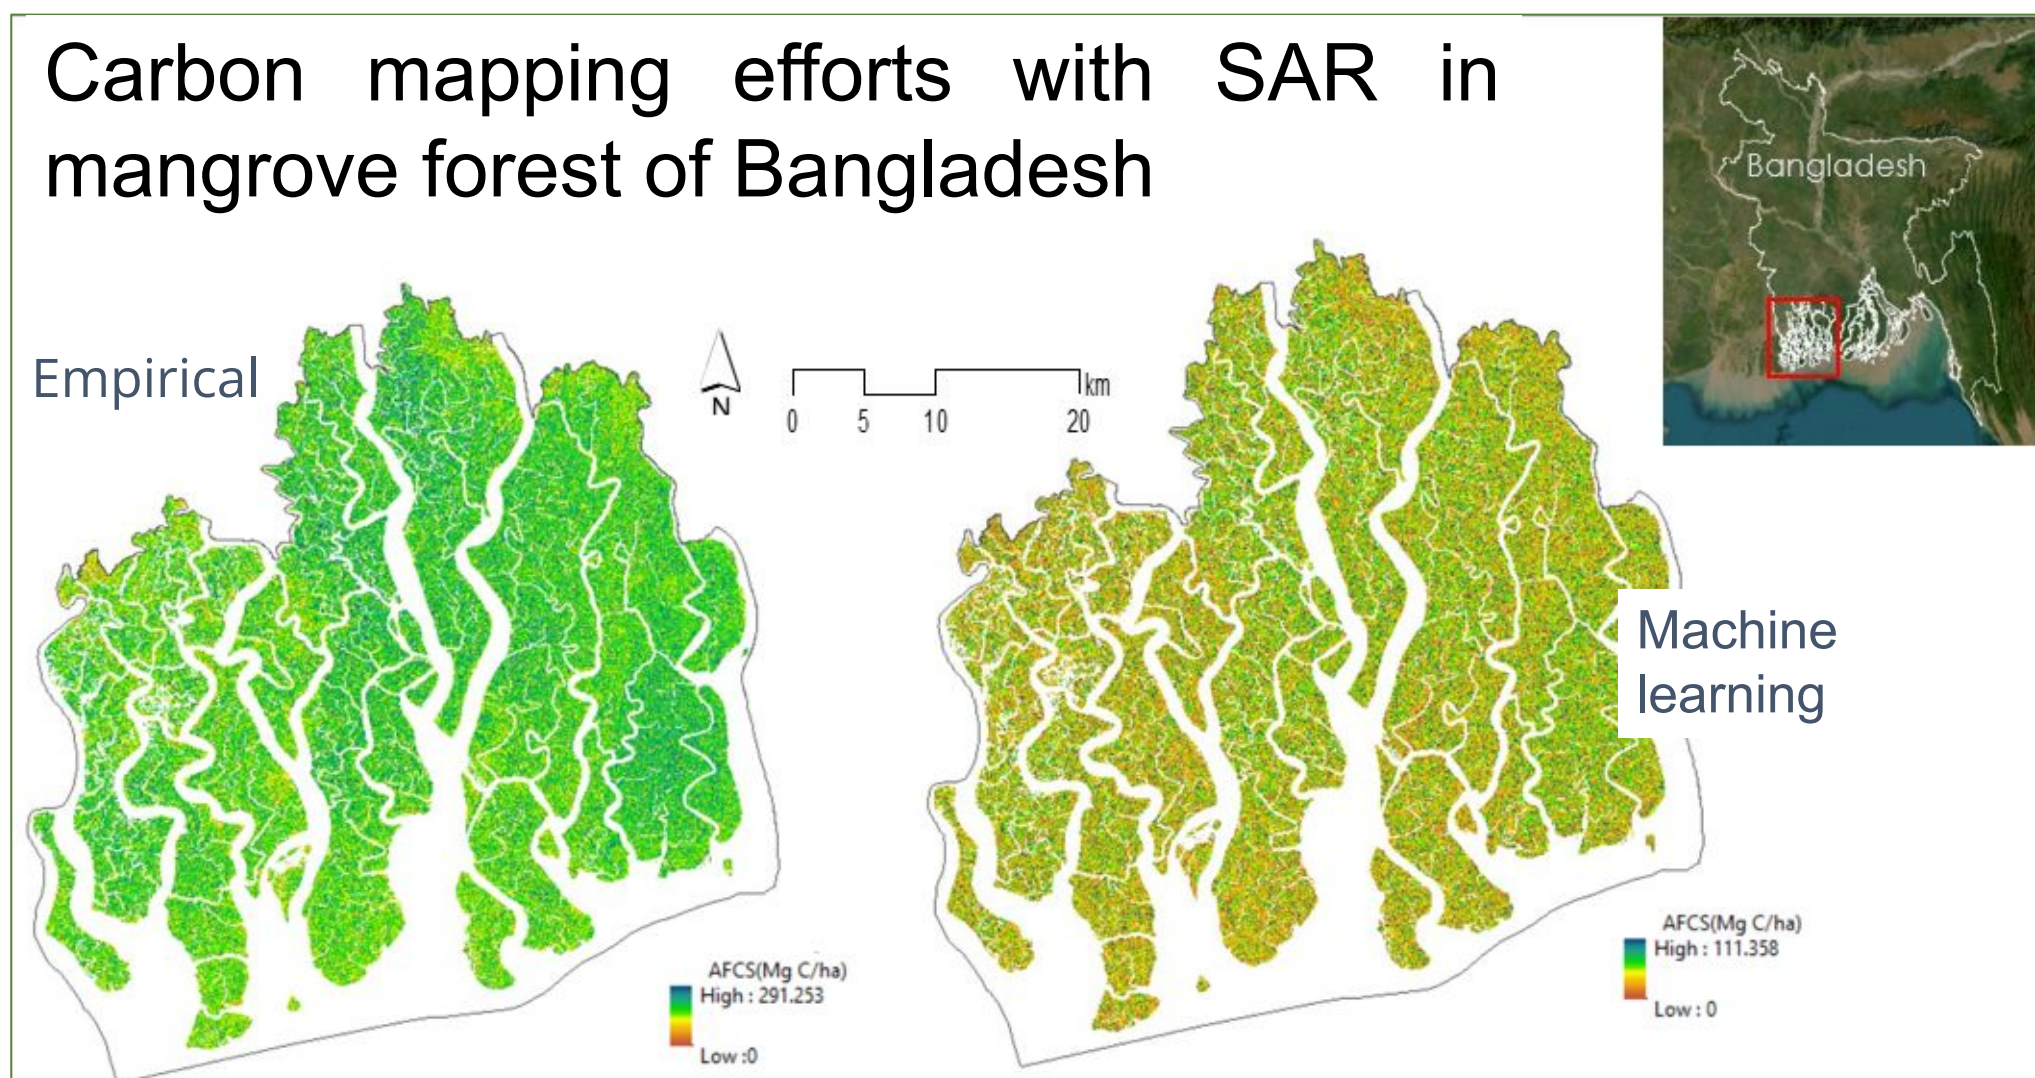 Carbon mapping efforts with SAR in
mangrove forest of Bangladesh
Bangladesh
Empirical
N
km
0 5 10 20
Machine
learning
AFCS(Mg C/ha)
High : 291.253
Low :0
AFCS(Mg C/ha)
High : 111.358
Low : 0